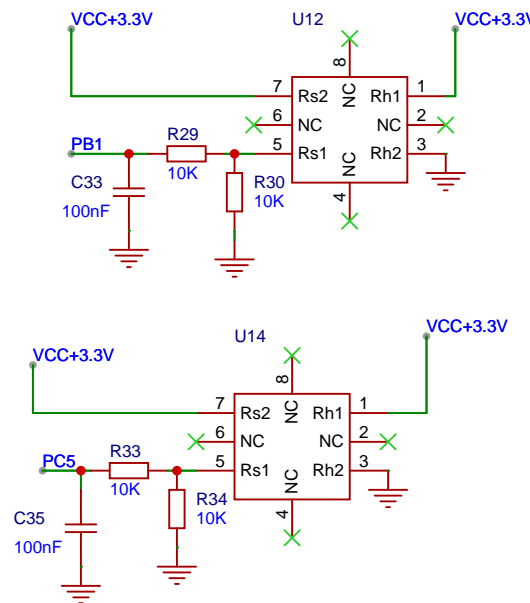 VCC+3.3V
U12
VCC+3.3V
8
NC
7
Rs2
Rh1
1
6
NC
NC
2
PB1
R29
10K
5
Rs1
Rh2
3
NC
4
C33
100nF
R30
10K
U14
VCC+3.3V
VCC+3.3V
8
NC
7
Rs2
Rh1
1
6
NC
NC
2
PC5
R33
10K
5
Rs1
Rh2
3
NC
4
C35
100nF
R34
10K